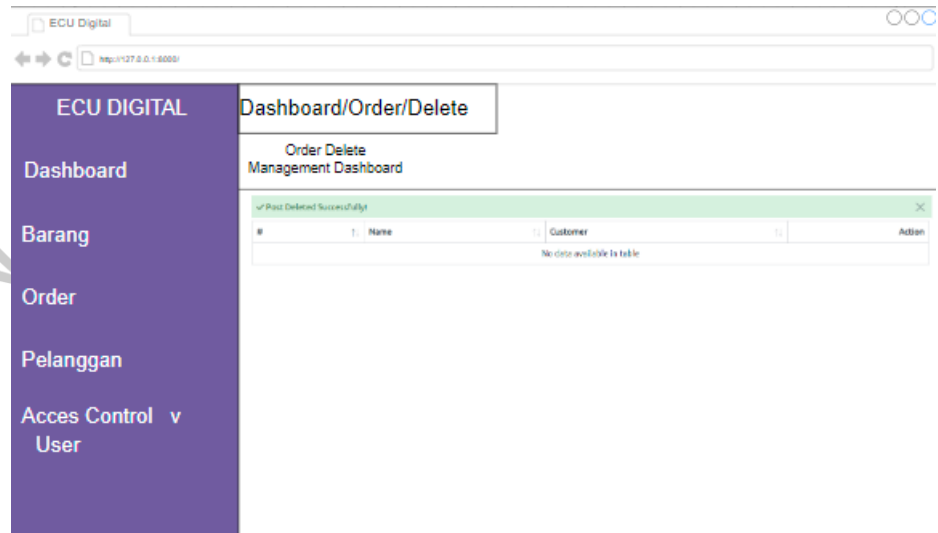 ECU Digital
http://127.0.0.1:8000/
ECU DIGITAL
Dashboard
Barang
Order
Pelanggan
Acces Control v
User
Dashboard/Order/Delete
Order Delete
Management Dashboard
✓ Post Deleted Successfully!
# Name Customer Action
No data available in table